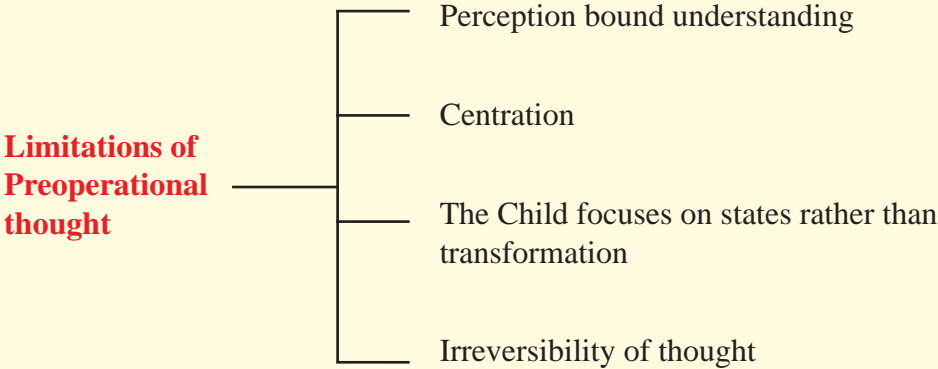 Limitations of
Preoperational
thought
Perception bound understanding
Centration
The Child focuses on states rather than
transformation
Irreversibility of thought